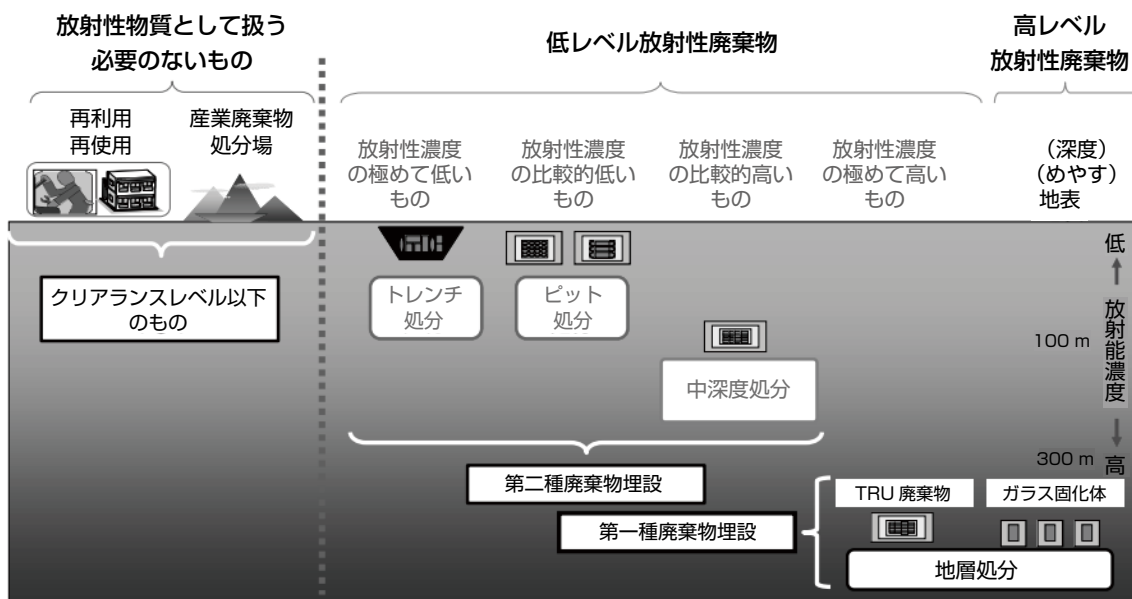 放射性物質として扱う
必要のないもの
低レベル放射性廃棄物
高レベル
放射性廃棄物
再利用
再使用
産業廃棄物
処分場
放射性濃度
の極めて低い
もの
放射性濃度
の比較的低い
もの
放射性濃度
の比較的高い
もの
放射性濃度
の極めて高い
もの
（深度）
（めやす）
地表
クリアランスレベル以下
のもの
トレンチ
処分
ピット
処分
中深度処分
低
放射能濃度
高
100 m
300 m
第二種廃棄物埋設
第一種廃棄物埋設
TRU 廃棄物
ガラス固化体
地層処分